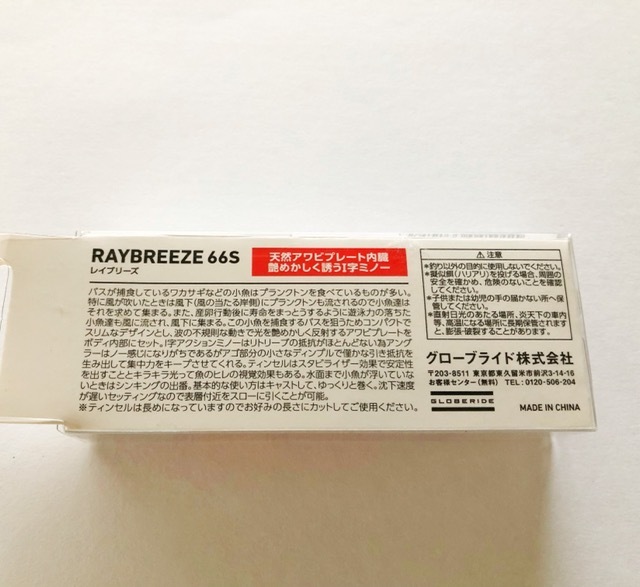 RAYBREEZE 66S
レイブリーズ
天然アワビプレート内臓
艶めかしく誘うI字ミノー
バスが捕食しているワカサギなどの小魚はプランクトンを食べているものが多い。
特に風が吹いたときは風下(風の当たる岸側)にプランクトンも流されるので小魚達は
それを求めて集まる。また、産卵行動後に寿命をまっとうするように遊泳力の落ちた
小魚達も風に流され、風下に集まる。この小魚を捕食するバスを狙うためコンパクトで
スリムなデザインとし、波の不規則な動きで光を艶めかしく反射するアワビプレートを
ボディ内部にセット。I字アクションミノーはリトリーブの抵抗がほとんどない為アング
ラーはノー感じになりがちであるがアゴ部分の小さなディンプルで僅かな引き抵抗を
生み出して集中力をキープさせてくれる。ティンセルはスタビライザー効果で安定性
を出すこととキラキラ光って魚のヒレの視覚効果もある。水面まで小魚が浮いていな
いときはシンキングの出番。基本的な使い方はキャストして、ゆっくりと巻く。沈下速度
が遅いセッティングなので表層付近をスローに引くことが可能。
※ティンセルは長めになっていますのでお好みの長さにカットしてご使用ください。
⚠ 注意
*釣り以外の目的に使用しないでください。
*疑似餌(ハリアリ)を投げる場合、周囲の
安全を確かめ、危険のないことを確認
してください。
*子供または幼児の手の届かない所へ保
管してください。
*直射日光のあたる場所、炎天下の車内
等、高温になる場所に長期保管されますと、膨張・破裂することがあります。
グローブライド株式会社
〒203-8511 東京都東久留米市前沢3-14-16
お客様センター(無料) TEL:0120-506-204
GLOBERIDE
MADE IN CHINA